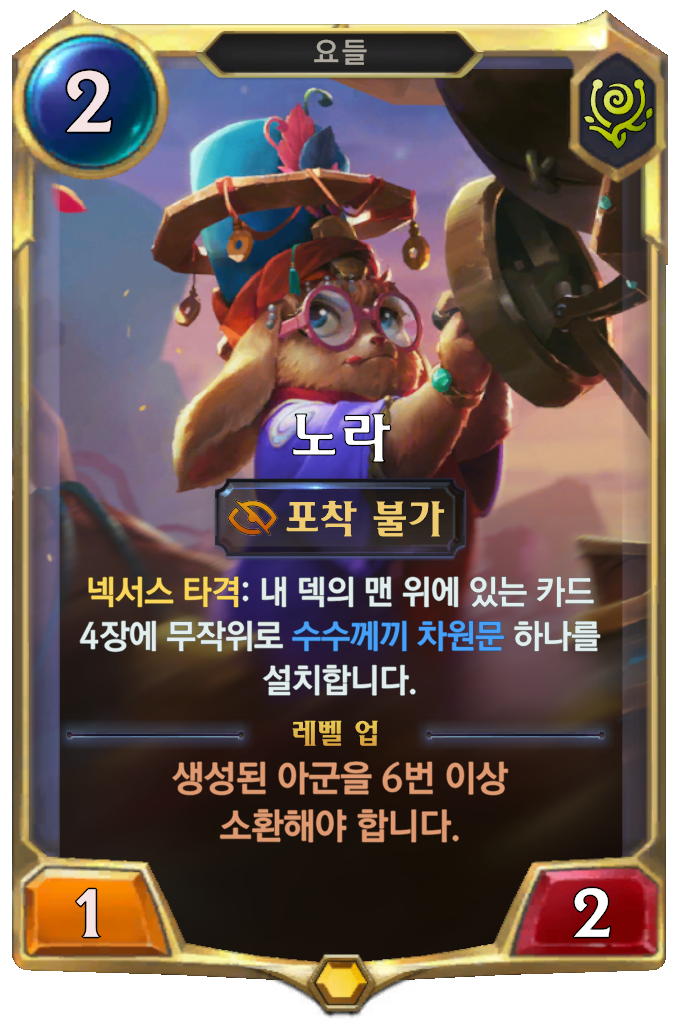 요들
2
노라
포착 불가
넥서스 타격: 내 덱의 맨 위에 있는 카드
4장에 무작위로 수수께끼 차원문 하나를
설치합니다.
레벨 업
생성된 아군을 6번 이상
소환해야 합니다.
1
2